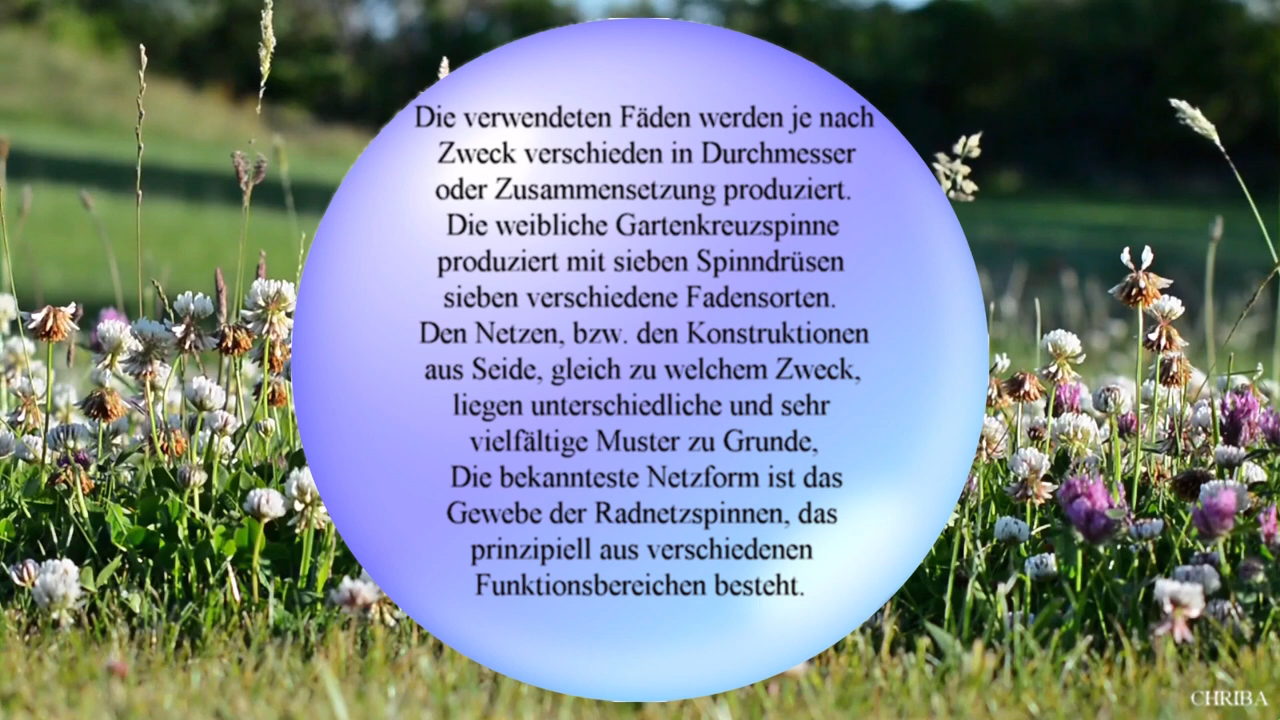 Die verwendeten Fäden werden je nach
Zweck verschieden in Durchmesser
oder Zusammensetzung produziert.
Die weibliche Gartenkreuzspinne
produziert mit sieben Spinndrüsen
sieben verschiedene Fadensorten.
Den Netzen, bzw. den Konstruktionen
aus Seide, gleich zu welchem Zweck,
liegen unterschiedliche und sehr
vielfältige Muster zu Grunde,
Die bekannteste Netzform ist das
Gewebe der Radnetzspinnen, das
prinzipiell aus verschiedenen
Funktionsbereichen besteht.
CHRIBA